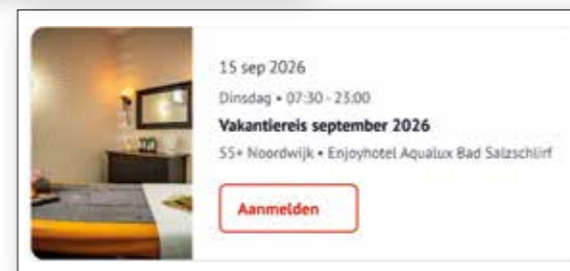 15 sep 2026
Dinsdag • 07:30 - 23:00
Vakantiereis september 2026
55+ Noordwijk • Enjoyhotel Aqualux Bad Salzschlirf
Aanmelden